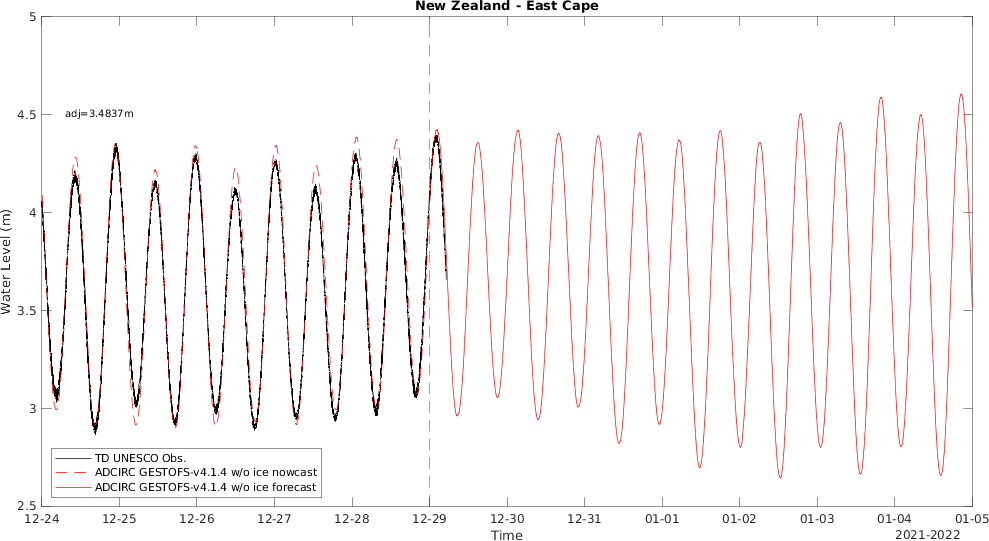 New Zealand - East Cape
5
4.5
4
3.5
3
2.5
Water Level (m)
adj=3.4837m
TD UNESCO Obs.
ADCIRC GESTOFS-v4.1.4 w/o ice nowcast
ADCIRC GESTOFS-v4.1.4 w/o ice forecast
12-24 12-25 12-26 12-27 12-28 12-29 12-30 12-31 01-01 01-02 01-03 01-04 01-05
Time
2021-2022